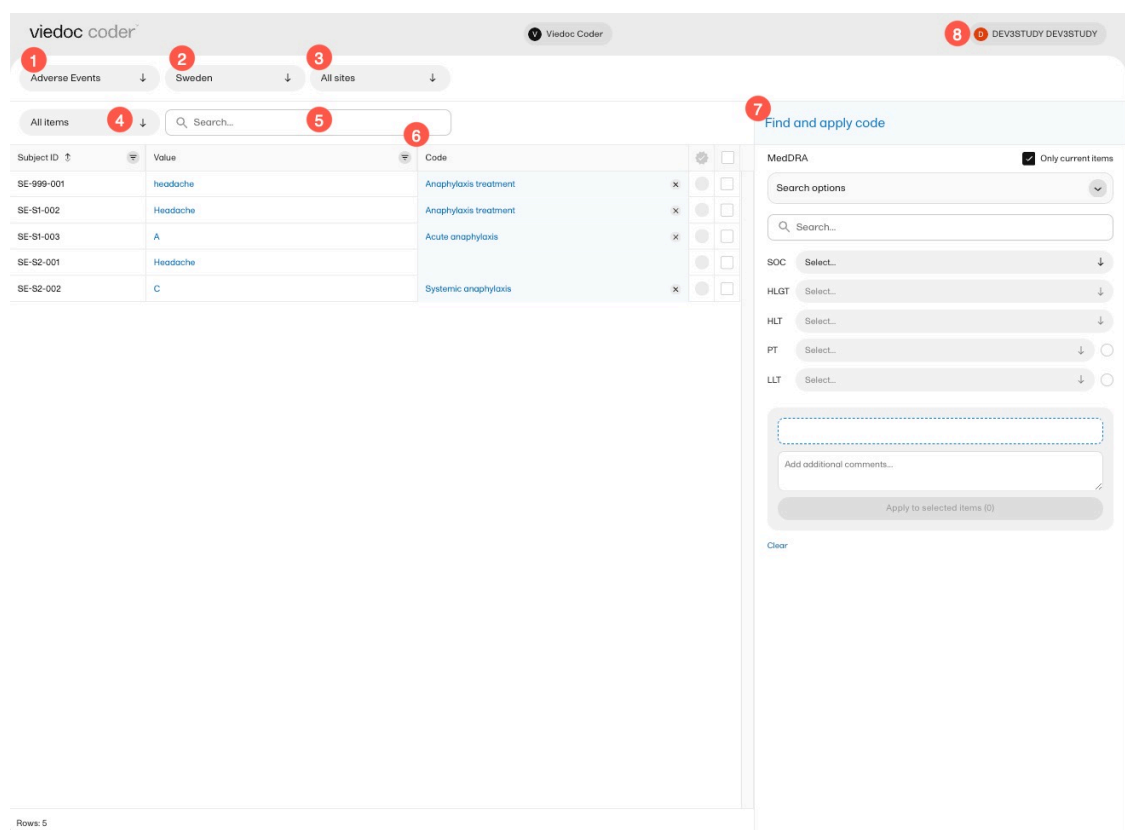 viedoc coder
V Viedoc Coder
8 D DEV3STUDY DEV3STUDY
1 2 3
Adverse Events ↓ Sweden ↓ All sites ↓
All items 4 ↓ Search... 5
6
7
Find and apply code
Subject ID ↑ Value Code
SE-999-001 headache Anaphylaxis treatment x
SE-S1-002 Headache Anaphylaxis treatment x
SE-S1-003 A Acute anaphylaxis x
SE-S2-001 Headache
SE-S2-002 C Systemic anaphylaxis x
MedDRA Only current items
Search options
Search...
SOC Select... ↓
HLGT Select... ↓
HLT Select... ↓
PT Select... ↓
LLT Select... ↓
Add additional comments...
Apply to selected items (0)
Clear
Rows: 5